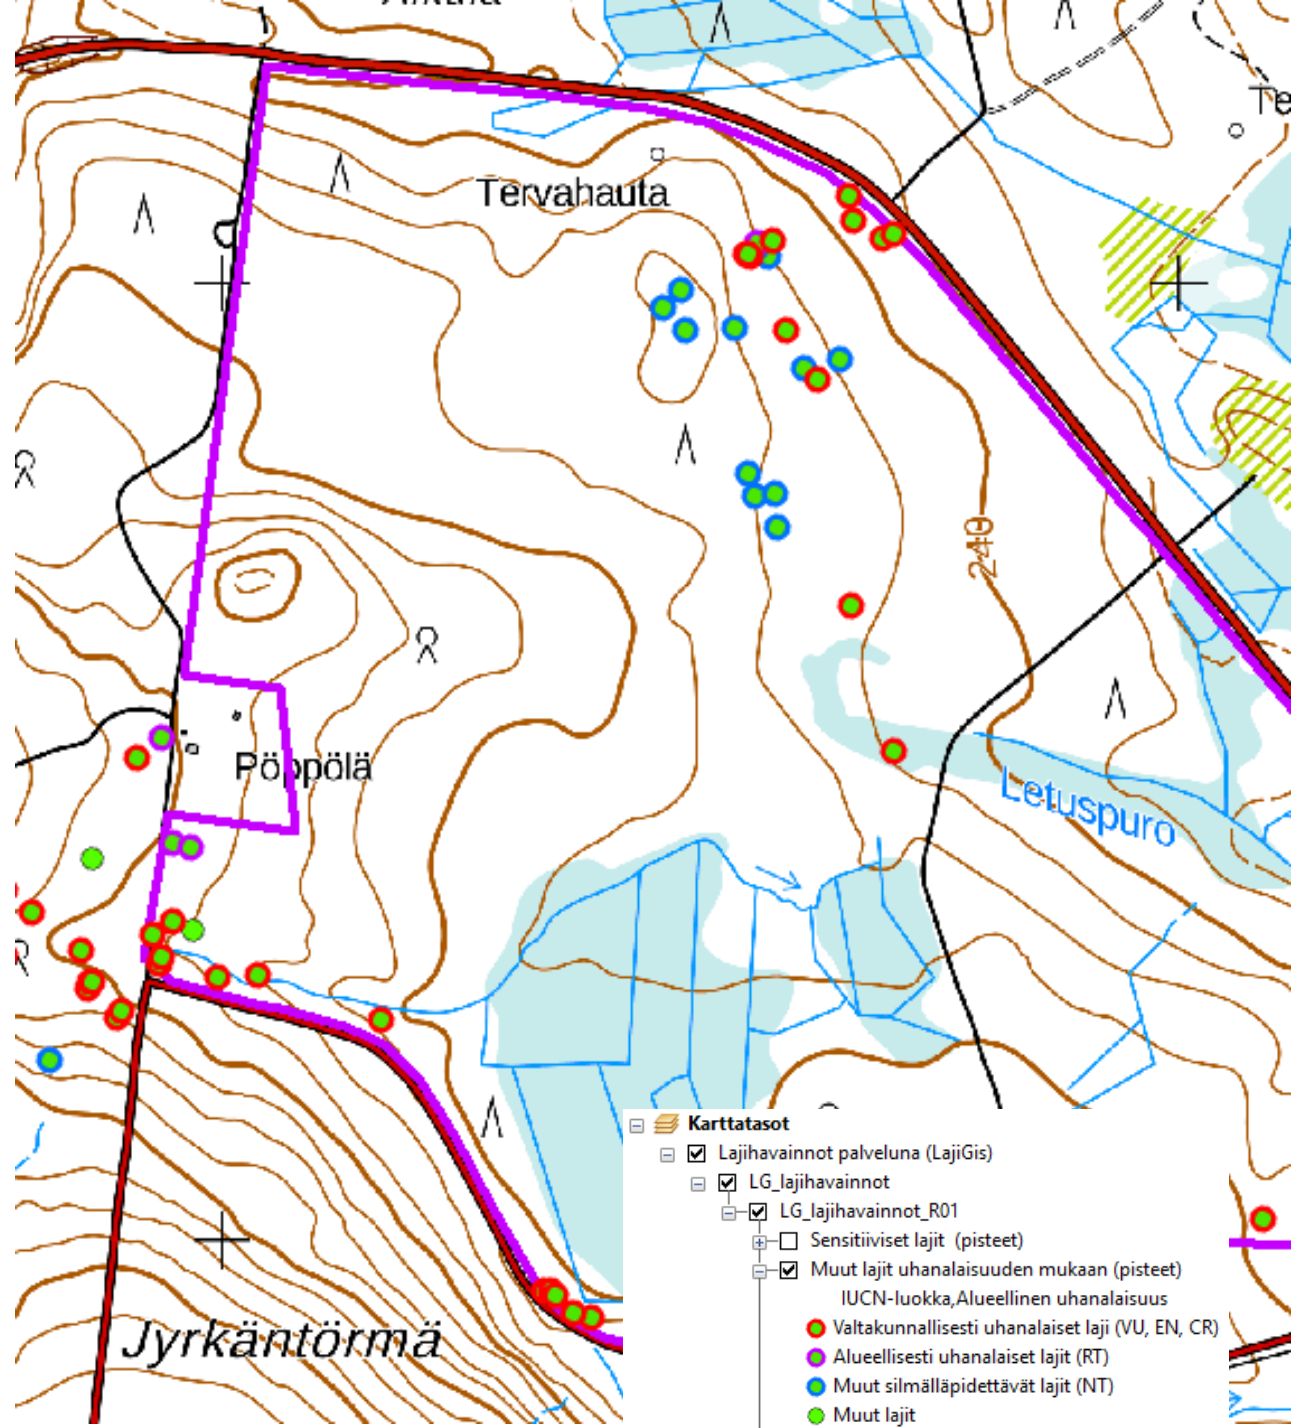 Te
Tervahauta
d
240
Pöppölä
Letuspuro
Jyrkäntörmä
Karttatasot
Lajihavainnot palveluna (LajiGis)
LG_lajihavainnot
LG_lajihavainnot_R01
Sensitiiviset lajit (pisteet)
Muut lajit uhanalaisuuden mukaan (pisteet)
IUCN-luokka,Alueellinen uhanalaisuus
Valtakunnallisesti uhanalaiset laji (VU, EN, CR)
Alueellisesti uhanalaiset lajit (RT)
Muut silmälläpidettävät lajit (NT)
Muut lajit